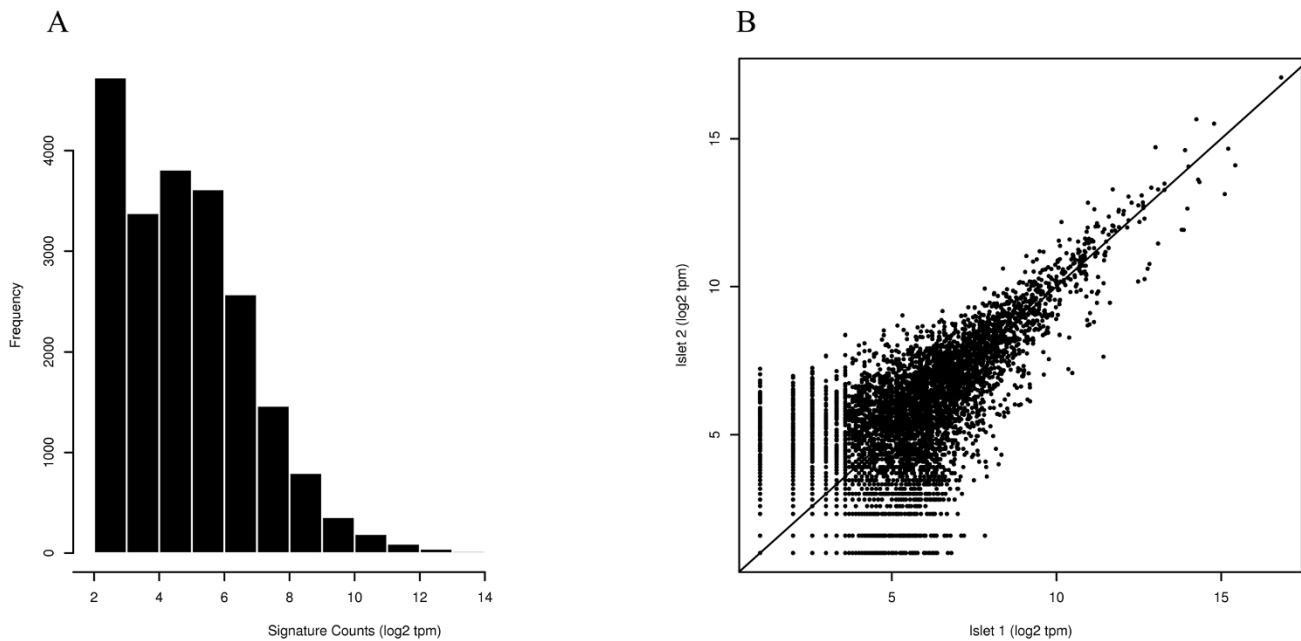 A
B
Frequency
4000
3000
2000
1000
0
2 4 6 8 10 12 14
Signature Counts (log2 tpm)
Islet 2 (log2 tpm)
15
10
5
5 10 15
Islet 1 (log2 tpm)